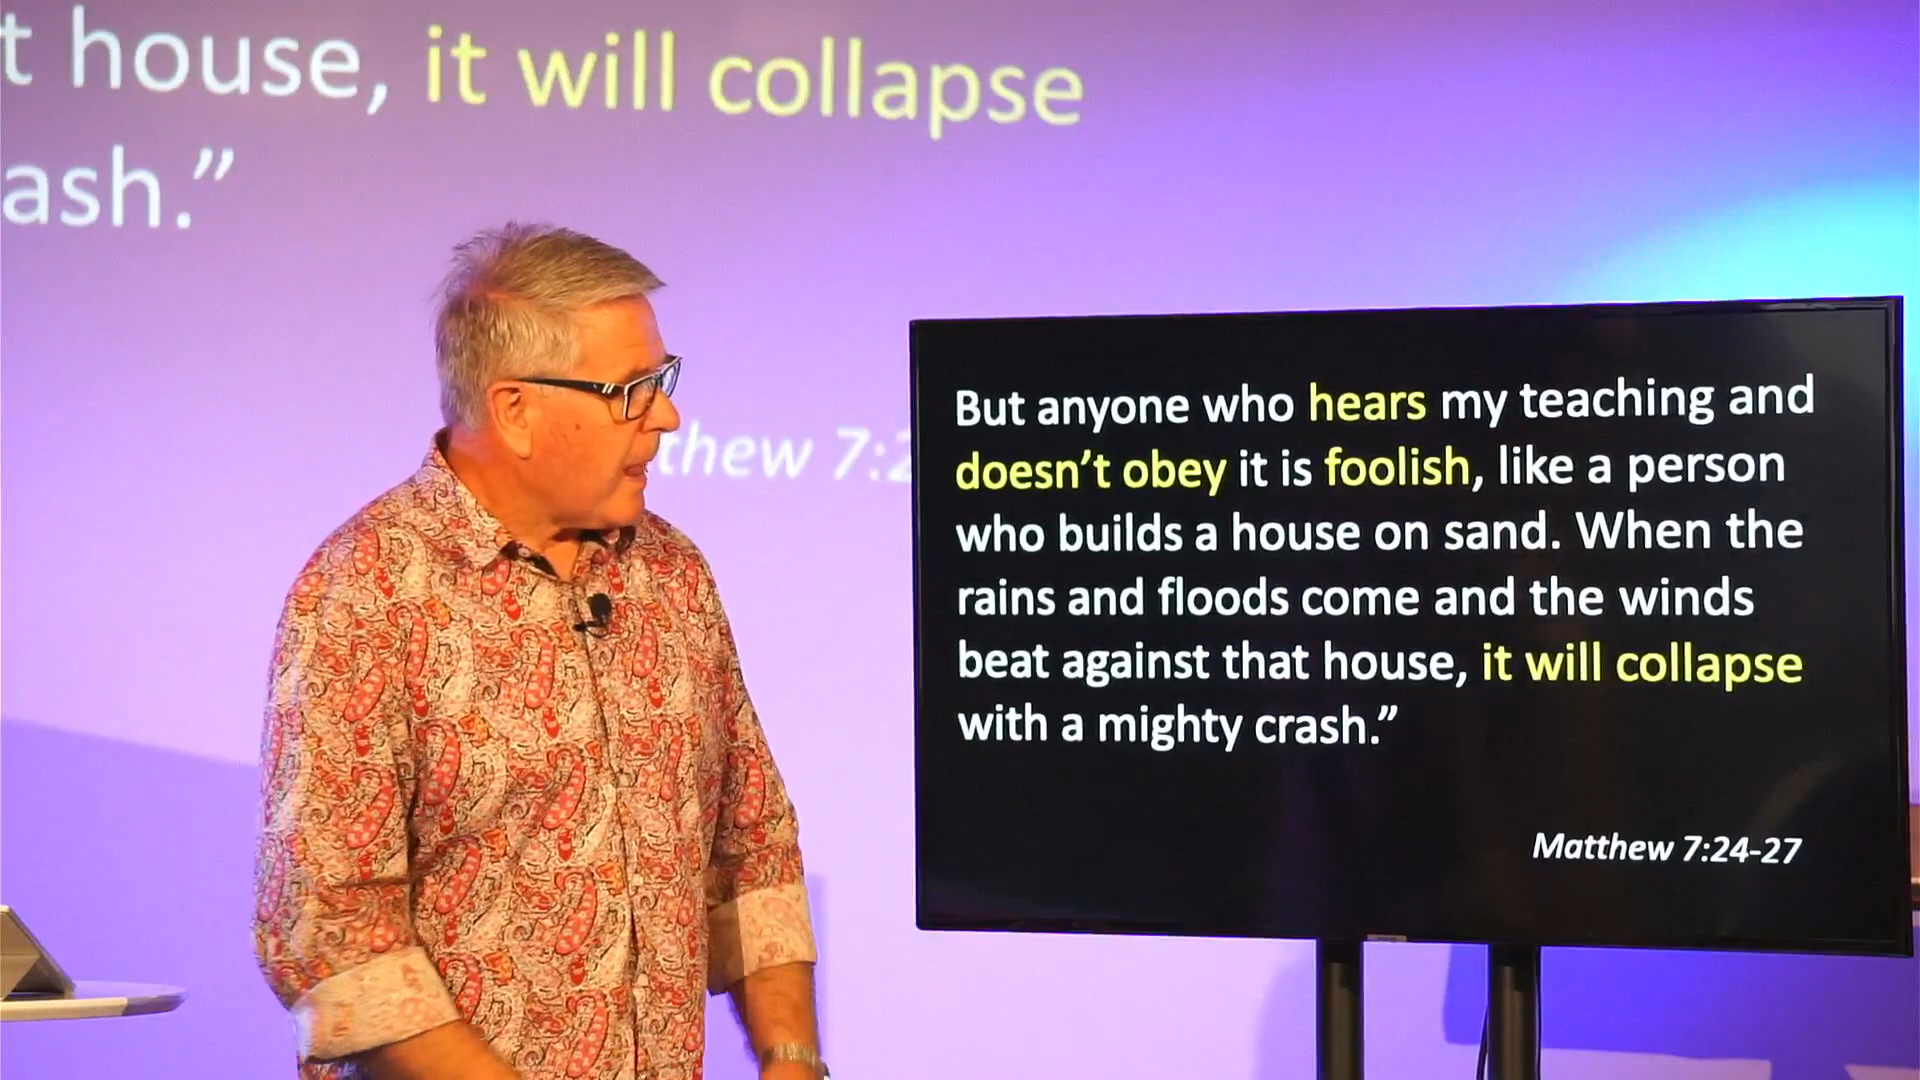 t house, it will collapse
ash.”
thew 7:2
But anyone who hears my teaching and
doesn’t obey it is foolish, like a person
who builds a house on sand. When the
rains and floods come and the winds
beat against that house, it will collapse
with a mighty crash.”
Matthew 7:24-27